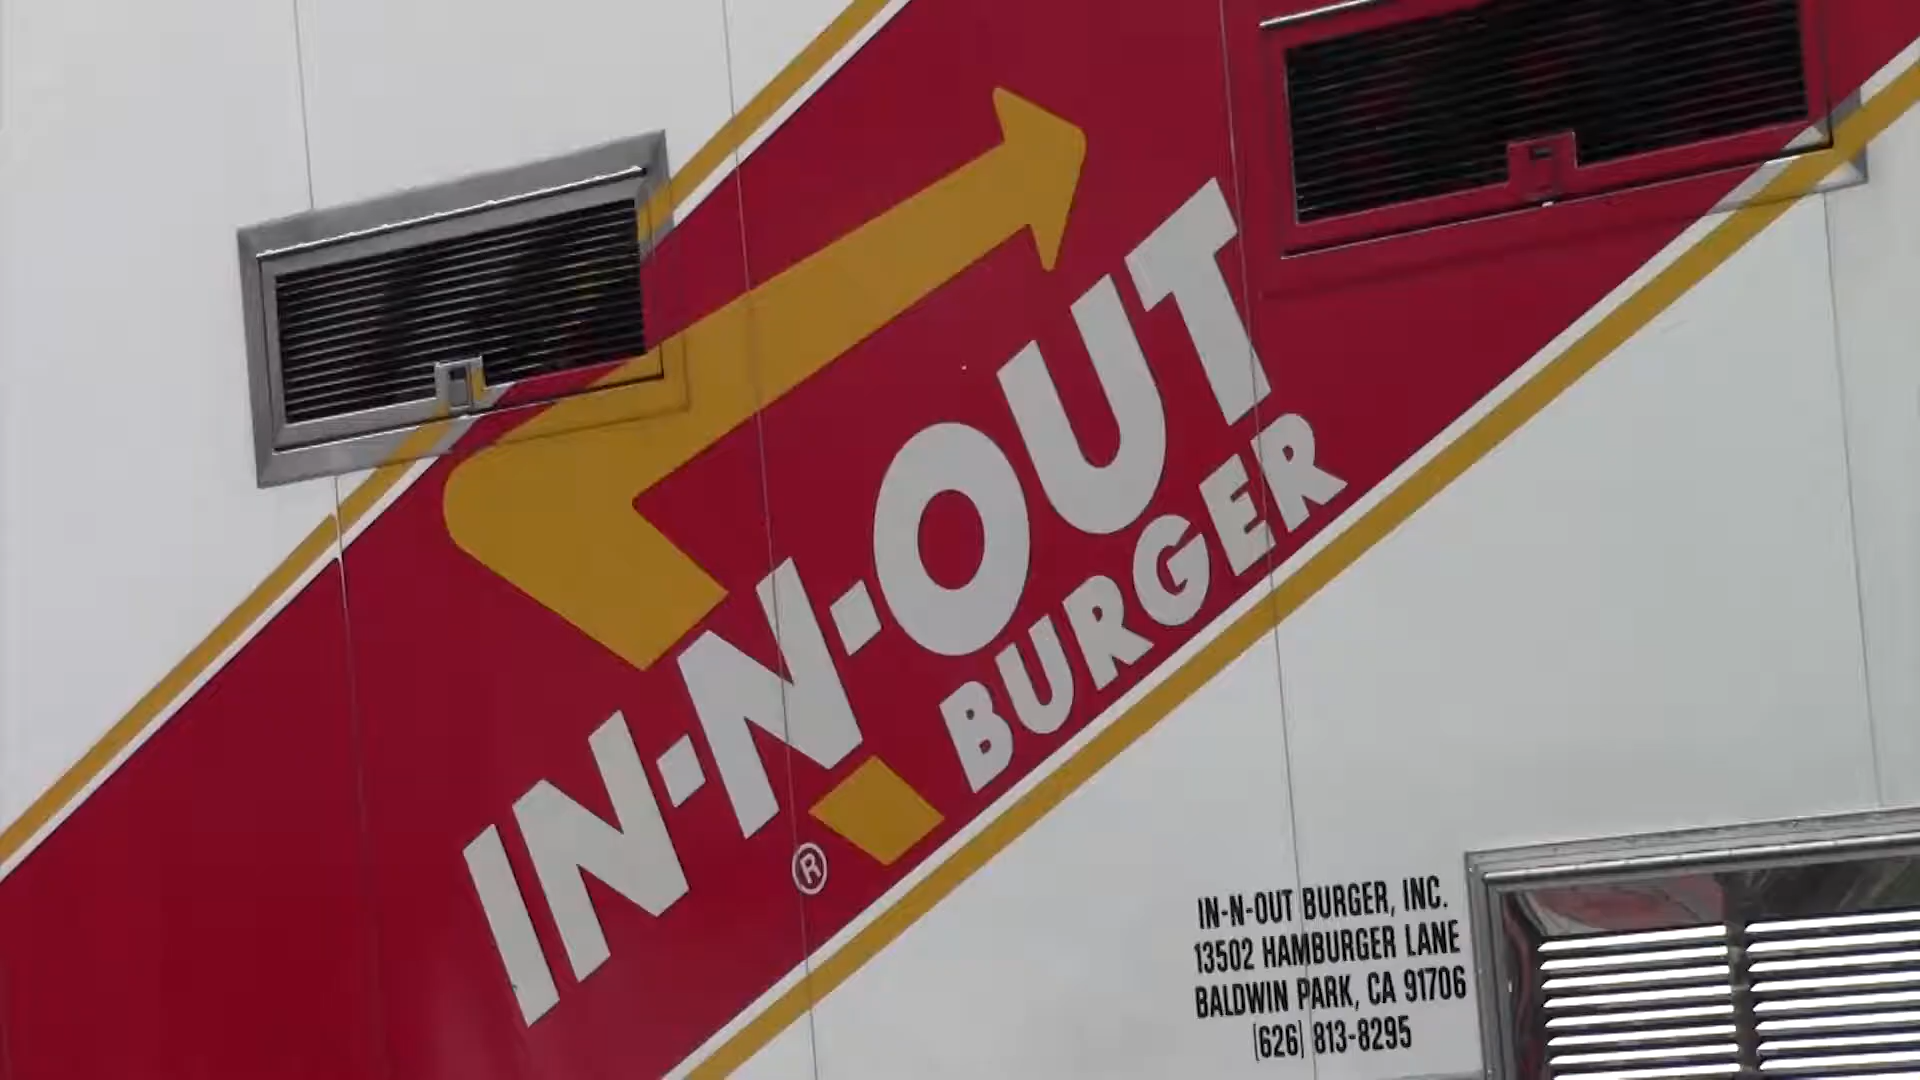 IN-N-OUT
BURGER
®
IN-N-OUT BURGER, INC.
13502 HAMBURGER LANE
BALDWIN PARK, CA 91706
(626) 813-8295